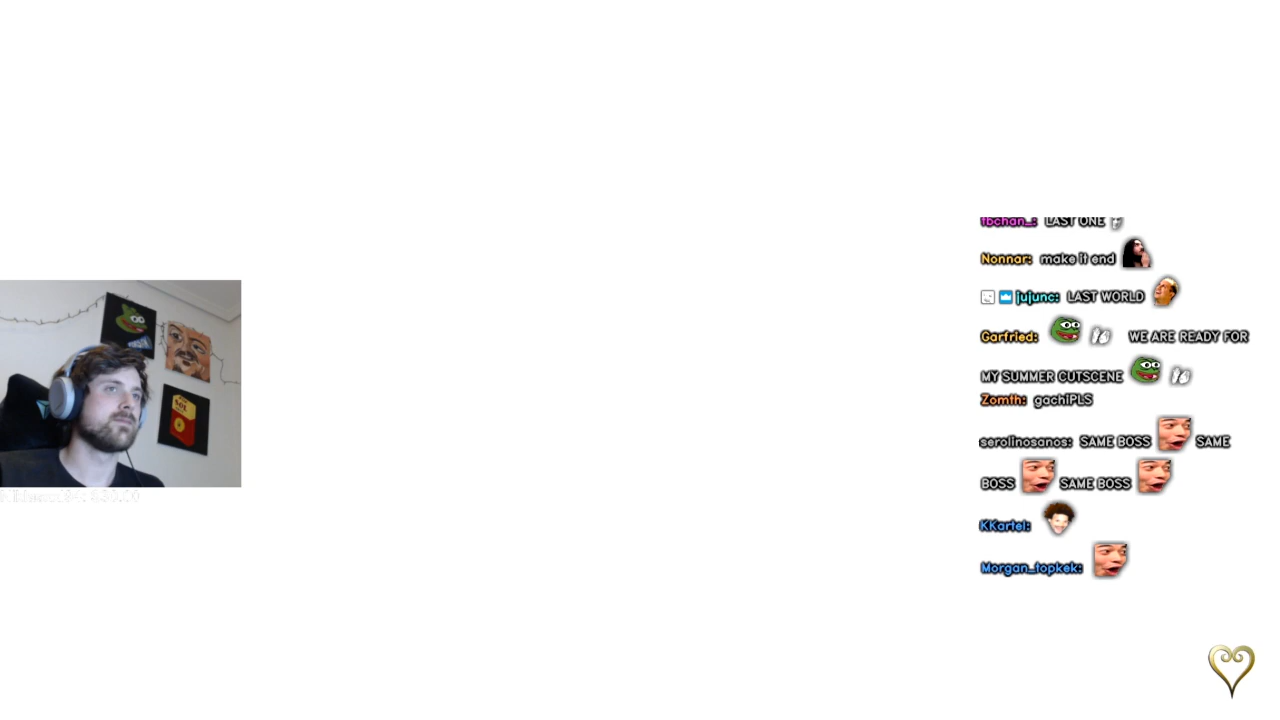 fbchan_: LAST ONE
Nonnar: make it end
jujunc: LAST WORLD
Garfried: WE ARE READY FOR
MY SUMMER CUTSCENE
Zomth: gachiPLS
serolinosanos: SAME BOSS SAME
BOSS SAME BOSS
KKartel:
Morgan_topkek: